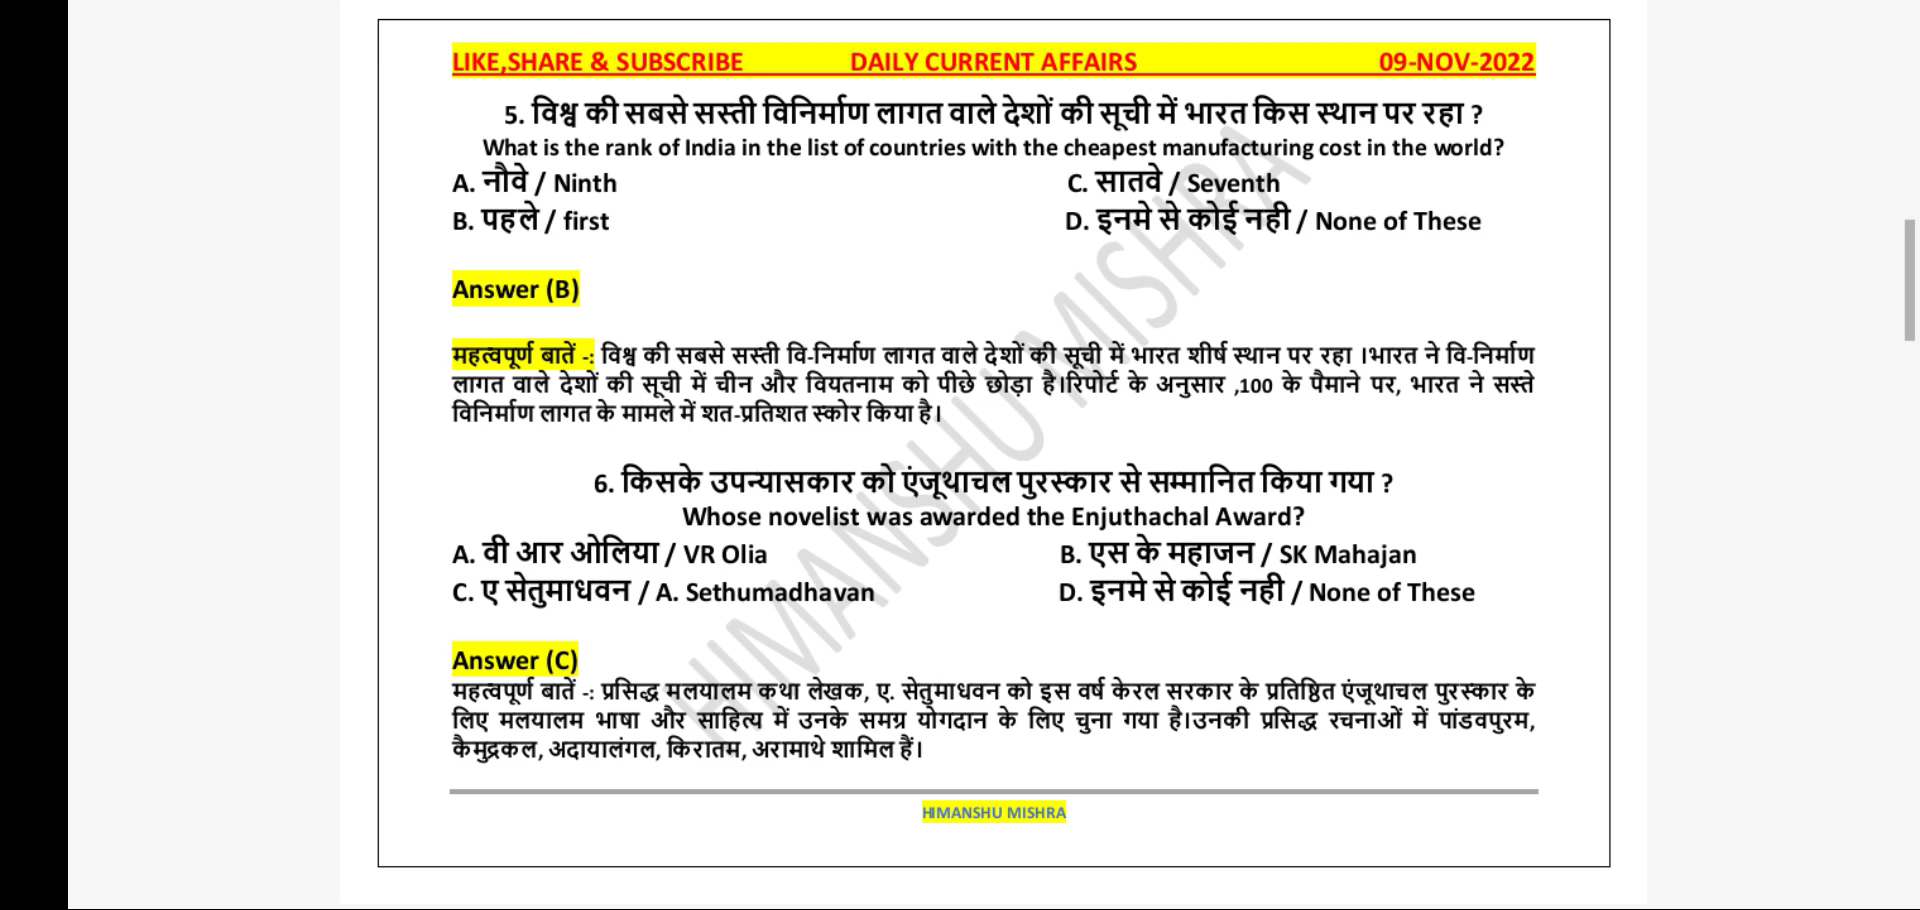 LIKE,SHARE & SUBSCRIBE DAILY CURRENT AFFAIRS 09-NOV-2022
5. विश्व की सबसे सस्ती विनिर्माण लागत वाले देशों की सूची में भारत किस स्थान पर रहा ?
What is the rank of India in the list of countries with the cheapest manufacturing cost in the world?
A. नौवे / Ninth C. सातवे / Seventh
B. पहले / first D. इनमे से कोई नही / None of These
Answer (B)
महत्वपूर्ण बातें -: विश्व की सबसे सस्ती वि-निर्माण लागत वाले देशों की सूची में भारत शीर्ष स्थान पर रहा ।भारत ने वि-निर्माण
लागत वाले देशों की सूची में चीन और वियतनाम को पीछे छोड़ा है।रिपोर्ट के अनुसार ,100 के पैमाने पर, भारत ने सस्ते
विनिर्माण लागत के मामले में शत-प्रतिशत स्कोर किया है।
6. किसके उपन्यासकार को एंजूथाचल पुरस्कार से सम्मानित किया गया ?
Whose novelist was awarded the Enjuthachal Award?
A. वी आर ओलिया / VR Olia B. एस के महाजन / SK Mahajan
C. ए सेतुमाधवन / A. Sethumadhavan D. इनमे से कोई नही / None of These
Answer (C)
महत्वपूर्ण बातें -: प्रसिद्ध मलयालम कथा लेखक, ए. सेतुमाधवन को इस वर्ष केरल सरकार के प्रतिष्ठित एंजूथाचल पुरस्कार के
लिए मलयालम भाषा और साहित्य में उनके समग्र योगदान के लिए चुना गया है।उनकी प्रसिद्ध रचनाओं में पांडवपुरम,
कैमुद्रकल, अदायालंगल, किरातम, अरामाथे शामिल हैं।
HIMANSHU MISHRA
HIMANSHU MISHRA